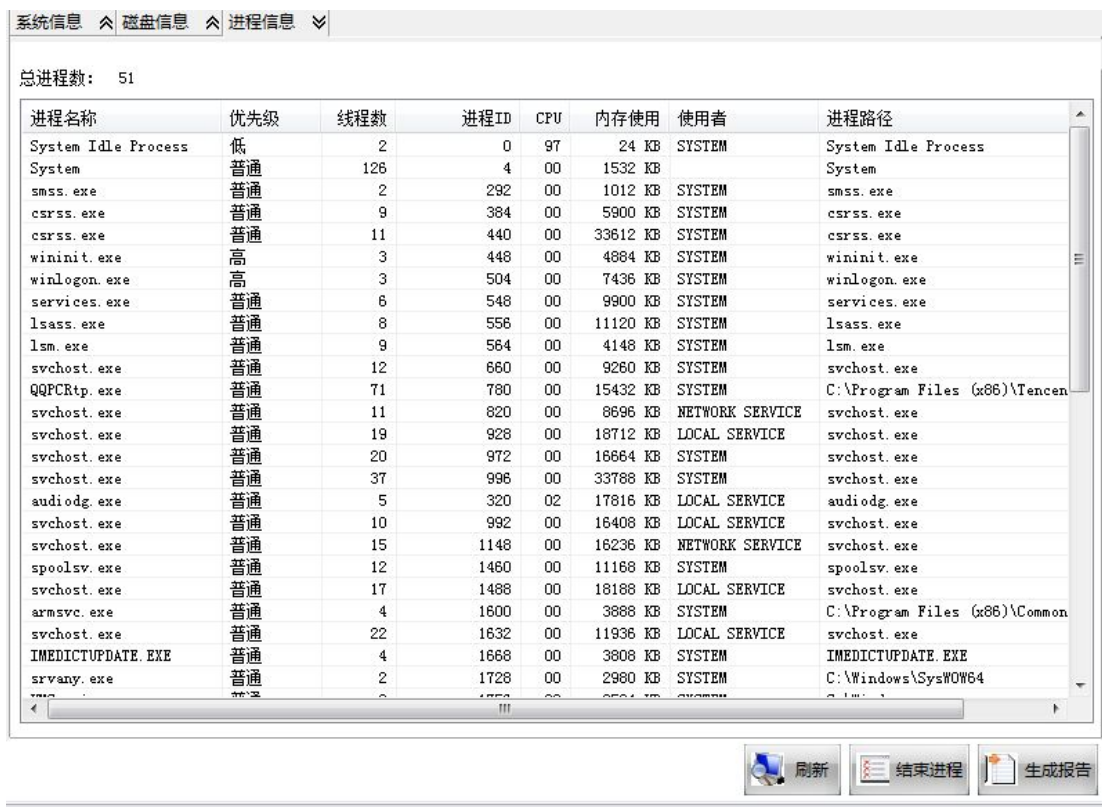 系统信息 磁盘信息 进程信息
总进程数: 51
进程名称 优先级 线程数 进程ID CPU 内存使用 使用者 进程路径
System Idle Process 低 2 0 97 24 KB SYSTEM System Idle Process
System 普通 126 4 00 1532 KB System
smss.exe 普通 2 292 00 1012 KB SYSTEM smss.exe
csrss.exe 普通 9 384 00 5900 KB SYSTEM csrss.exe
csrss.exe 普通 11 440 00 33612 KB SYSTEM csrss.exe
wininit.exe 高 3 448 00 4884 KB SYSTEM wininit.exe
winlogon.exe 高 3 504 00 7436 KB SYSTEM winlogon.exe
services.exe 普通 6 548 00 9900 KB SYSTEM services.exe
lsass.exe 普通 8 556 00 11120 KB SYSTEM lsass.exe
lsm.exe 普通 9 564 00 4148 KB SYSTEM lsm.exe
svchost.exe 普通 12 660 00 9260 KB SYSTEM svchost.exe
QQPCRtp.exe 普通 71 780 00 15432 KB SYSTEM C:\Program Files (x86)\Tencen
svchost.exe 普通 11 820 00 8696 KB NETWORK SERVICE svchost.exe
svchost.exe 普通 19 928 00 18712 KB LOCAL SERVICE svchost.exe
svchost.exe 普通 20 972 00 16664 KB SYSTEM svchost.exe
svchost.exe 普通 37 996 00 33788 KB SYSTEM svchost.exe
audiodg.exe 普通 5 320 02 17816 KB LOCAL SERVICE audiodg.exe
svchost.exe 普通 10 992 00 16408 KB LOCAL SERVICE svchost.exe
svchost.exe 普通 15 1148 00 16236 KB NETWORK SERVICE svchost.exe
spoolsv.exe 普通 12 1460 00 11168 KB SYSTEM spoolsv.exe
svchost.exe 普通 17 1488 00 18188 KB LOCAL SERVICE svchost.exe
armsvc.exe 普通 4 1600 00 3888 KB SYSTEM C:\Program Files (x86)\Common
svchost.exe 普通 22 1632 00 11936 KB LOCAL SERVICE svchost.exe
IMEDICTUPDATE.EXE 普通 4 1668 00 3808 KB SYSTEM IMEDICTUPDATE.EXE
srvany.exe 普通 2 1728 00 2980 KB SYSTEM C:\Windows\SysWOW64
刷新 结束进程 生成报告